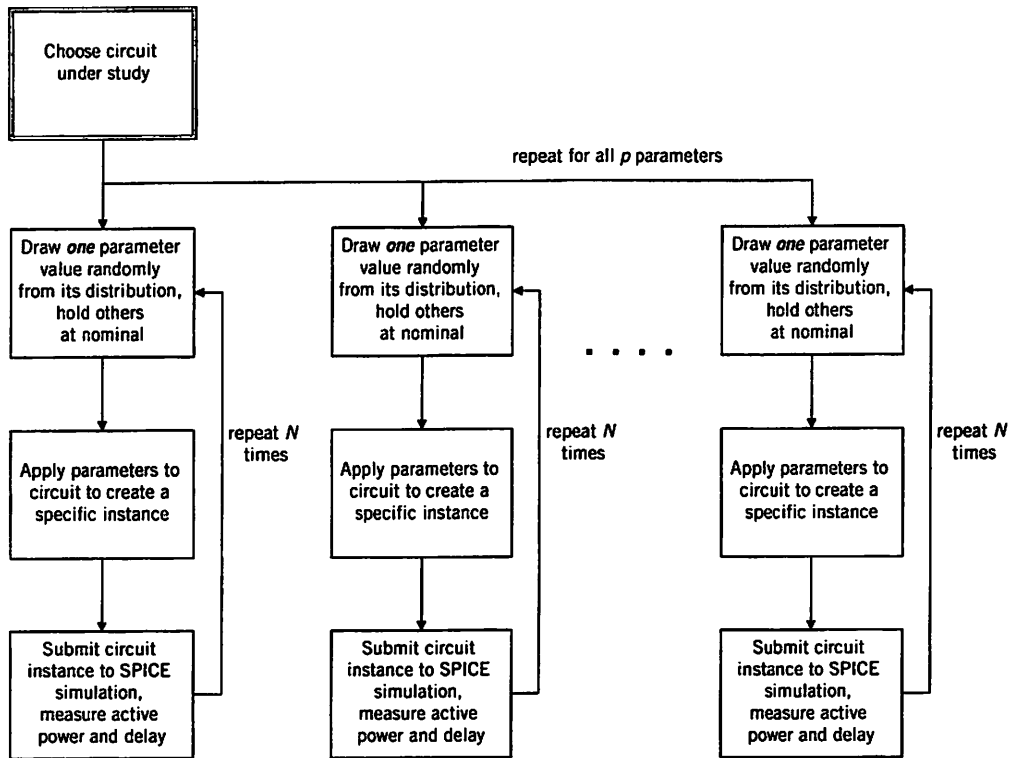 Choose circuit
under study
repeat for all p parameters
Draw one parameter
value randomly
from its distribution,
hold others
at nominal
Apply parameters to
circuit to create a
specific instance
Submit circuit
instance to SPICE
simulation,
measure active
power and delay
repeat N
times
Draw one parameter
value randomly
from its distribution,
hold others
at nominal
Apply parameters to
circuit to create a
specific instance
Submit circuit
instance to SPICE
simulation,
measure active
power and delay
repeat N
times
. . . .
Draw one parameter
value randomly
from its distribution,
hold others
at nominal
Apply parameters to
circuit to create a
specific instance
Submit circuit
instance to SPICE
simulation,
measure active
power and delay
repeat N
times